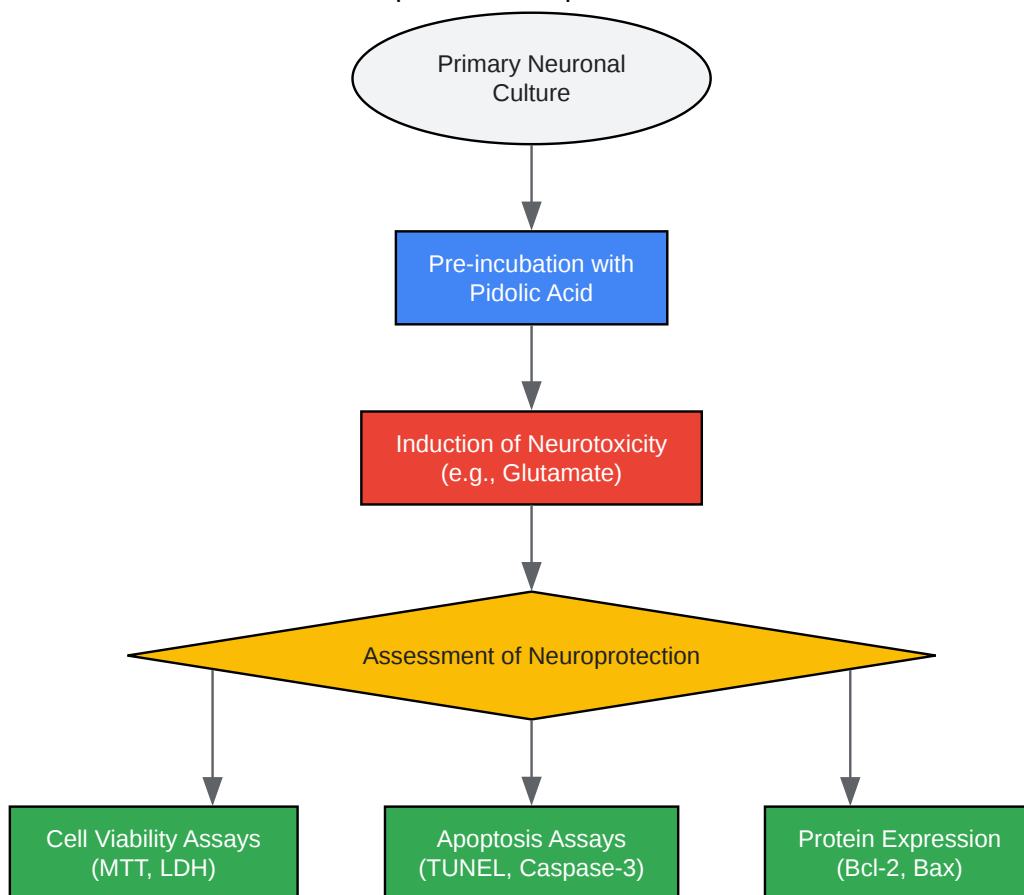 Primary Neuronal
Culture
Pre-incubation with
Pidolic Acid
Induction of Neurotoxicity
(e.g., Glutamate)
Assessment of Neuroprotection
Cell Viability Assays
(MTT, LDH)
Apoptosis Assays
(TUNEL, Caspase-3)
Protein Expression
(Bcl-2, Bax)